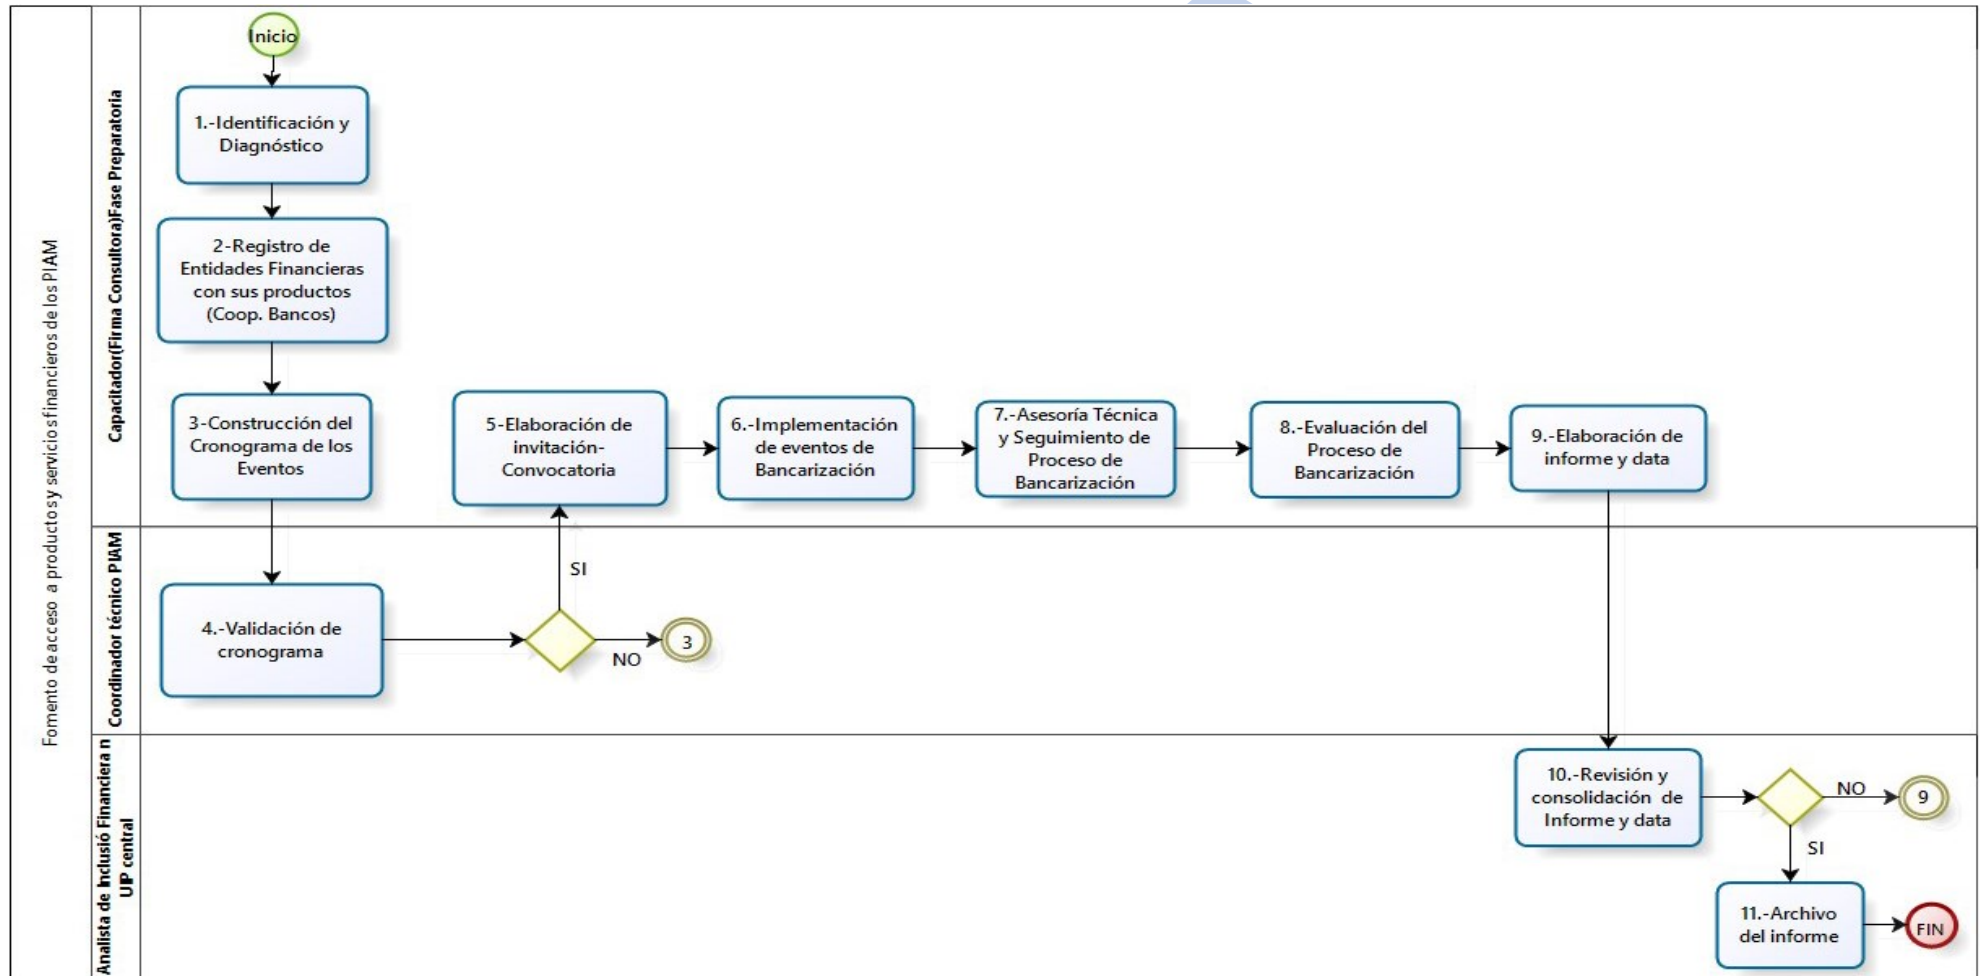 Fomento de acceso a productos y servicios financieros de los PIAM
Capacitador(Firma Consultora)Fase Preparatoria
Inicio
1.-Identificación y
Diagnóstico
2-Registro de
Entidades Financieras
con sus productos
(Coop. Bancos)
3-Construcción del
Cronograma de los
Eventos
5-Elaboración de
invitación-
Convocatoria
6.-Implementación
de eventos de
Bancarización
7.-Asesoría Técnica
y Seguimiento de
Proceso de
Bancarización
8.-Evaluación del
Proceso de
Bancarización
9.-Elaboración de
informe y data
Coordinador técnico PIAM
4.-Validación de
cronograma
SI
NO
3
Analista de Inclusió Financiera n
UIP central
10.-Revisión y
consolidación de
Informe y data
NO
9
SI
11.-Archivo
del informe
FIN